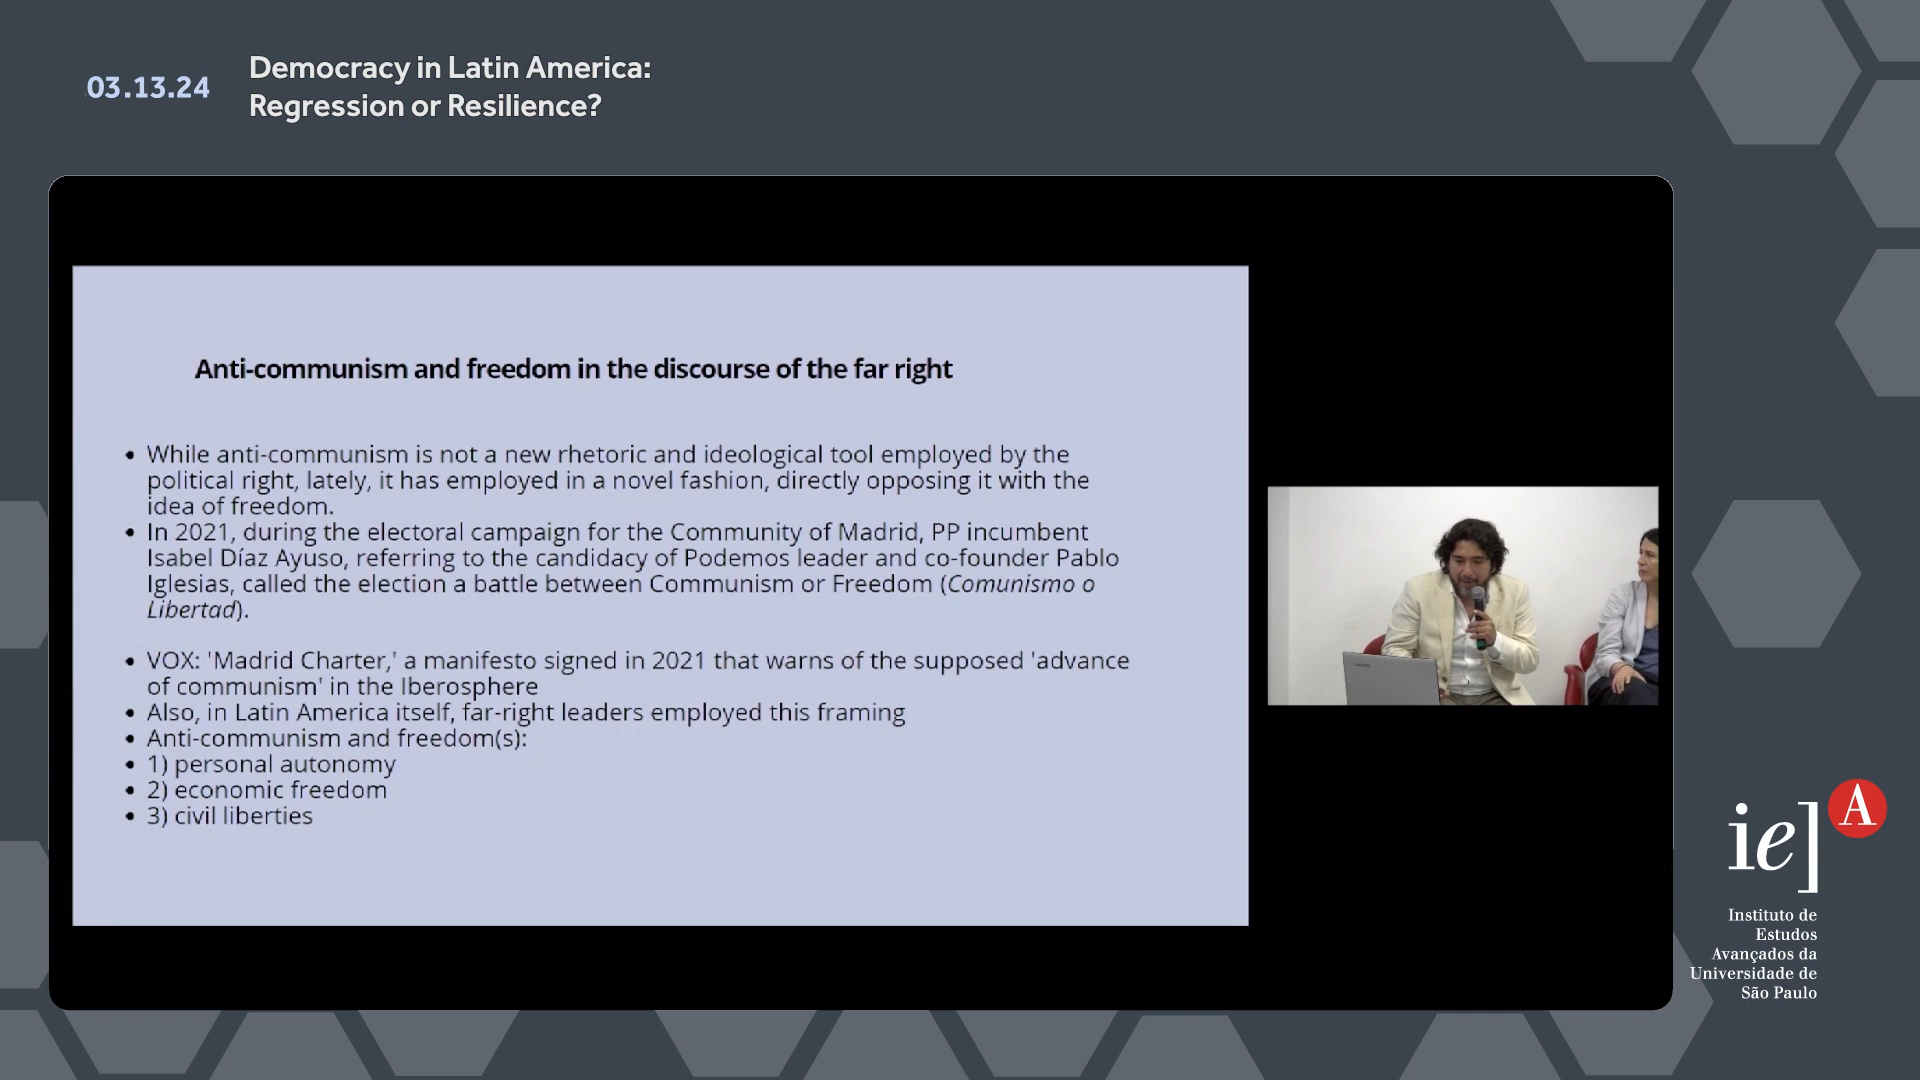 03.13.24
Democracy in Latin America:
Regression or Resilience?
Anti-communism and freedom in the discourse of the far right
• While anti-communism is not a new rhetoric and ideological tool employed by the
political right, lately, it has employed in a novel fashion, directly opposing it with the
idea of freedom.
• In 2021, during the electoral campaign for the Community of Madrid, PP incumbent
Isabel Díaz Ayuso, referring to the candidacy of Podemos leader and co-founder Pablo
Iglesias, called the election a battle between Communism or Freedom (Comunismo o
Libertad).
• VOX: 'Madrid Charter,' a manifesto signed in 2021 that warns of the supposed 'advance
of communism' in the Iberosphere
• Also, in Latin America itself, far-right leaders employed this framing
• Anti-communism and freedom(s):
• 1) personal autonomy
• 2) economic freedom
• 3) civil liberties
ie] A
Instituto de
Estudos
Avançados da
Universidade de
São Paulo